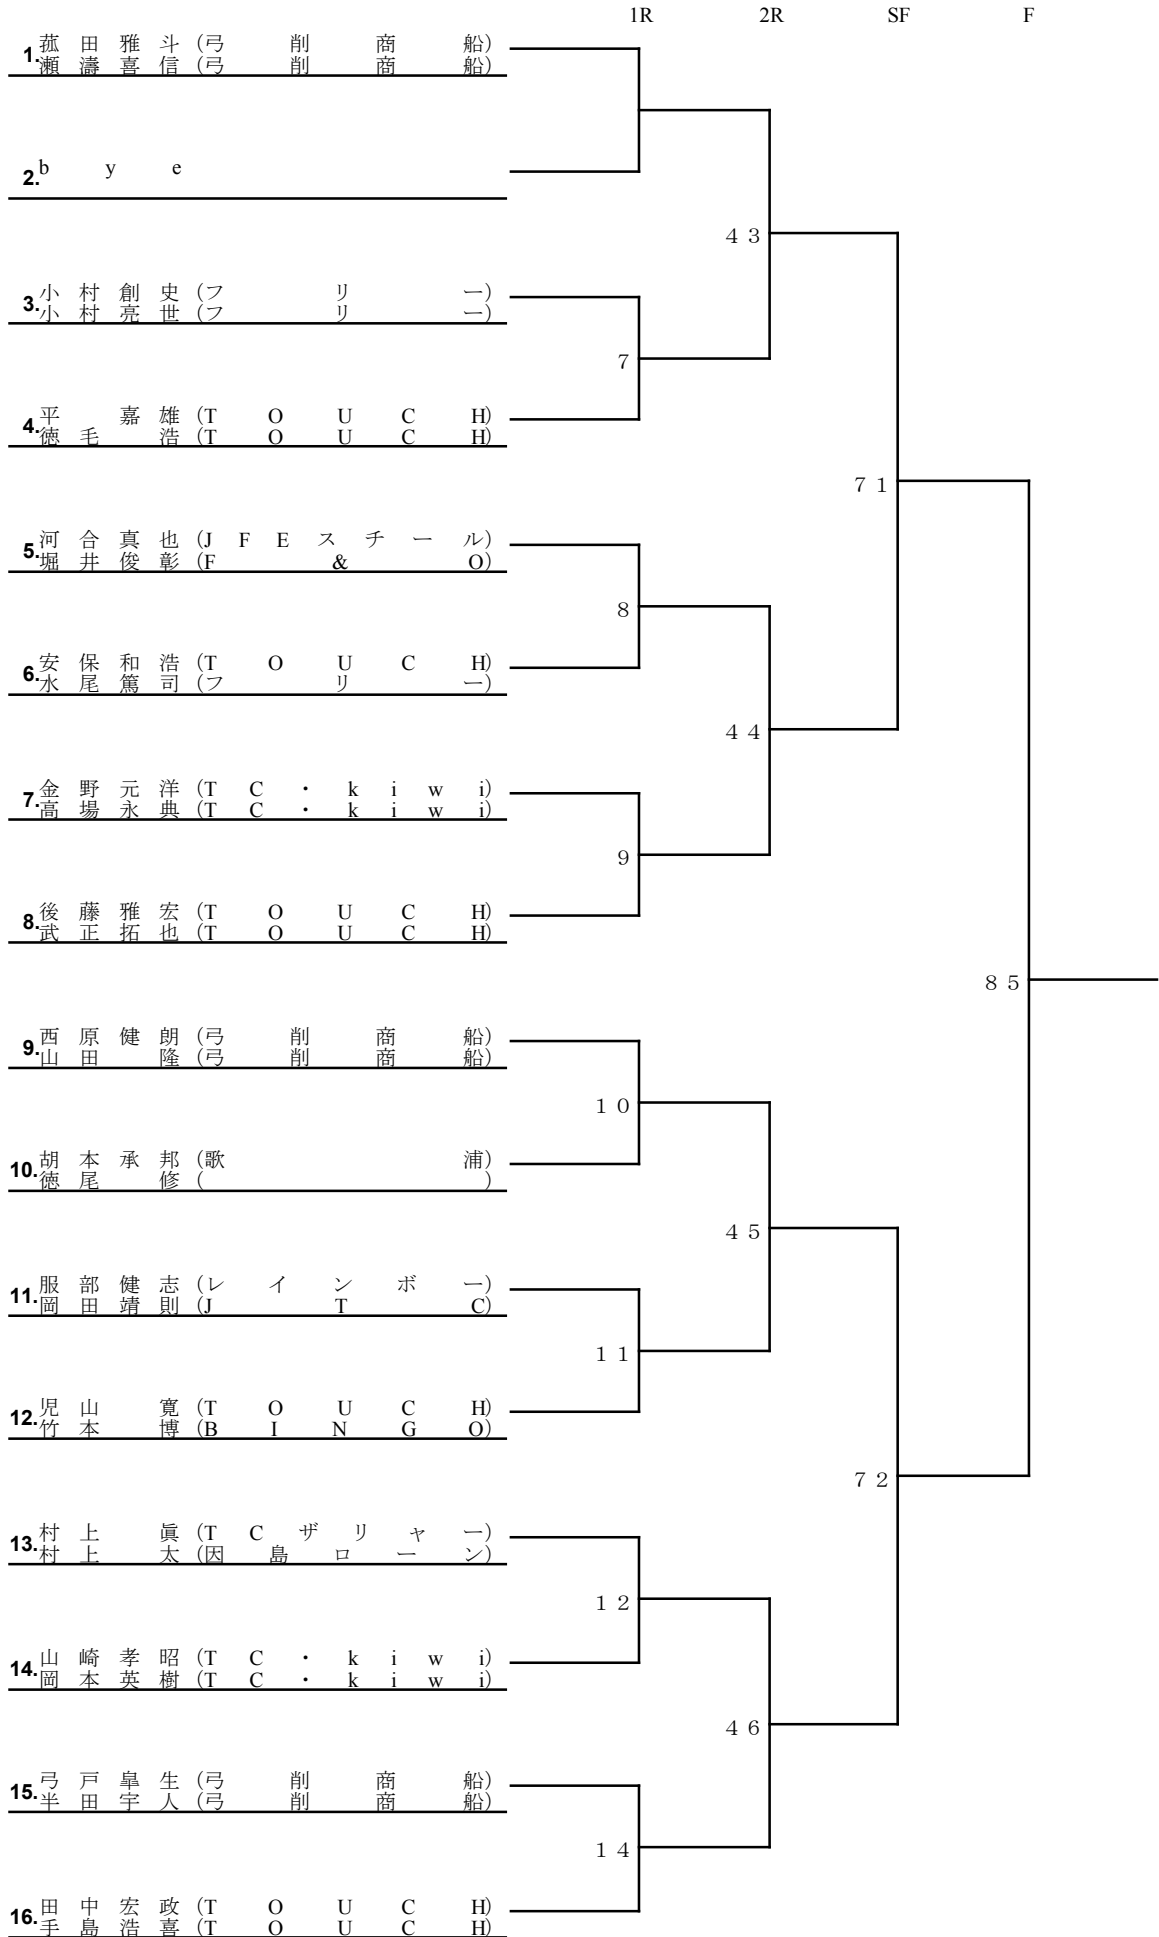 1R 2R SF F
1. 菰田雅斗(弓削商船)
瀬濤喜信(弓削商船)
2. bye
43
3. 小村創史(フリー)
小村亮世(フリー)
7
4. 平 嘉雄(TOUCH)
徳毛 浩(TOUCH)
71
5. 河合真也(JFEスチール)
堀井俊彰(F&O)
8
6. 安保和浩(TOUCH)
水尾篤司(フリー)
44
7. 金野元洋(TC・kiwi)
高場永典(TC・kiwi)
9
8. 後藤雅宏(TOUCH)
武正拓也(TOUCH)
85
9. 西原健朗(弓削商船)
山田 隆(弓削商船)
10
10. 胡本承邦(歌浦)
徳尾 修( )
45
11. 服部健志(レインボー)
岡田靖則(JTC)
11
12. 児山 寛(TOUCH)
竹本 博(BINGO)
72
13. 村上 眞(TCザリャー)
村上 太(因島ローン)
12
14. 山崎孝昭(TC・kiwi)
岡本英樹(TC・kiwi)
46
15. 弓戸皐生(弓削商船)
半田宇人(弓削商船)
14
16. 田中宏政(TOUCH)
手島浩喜(TOUCH)